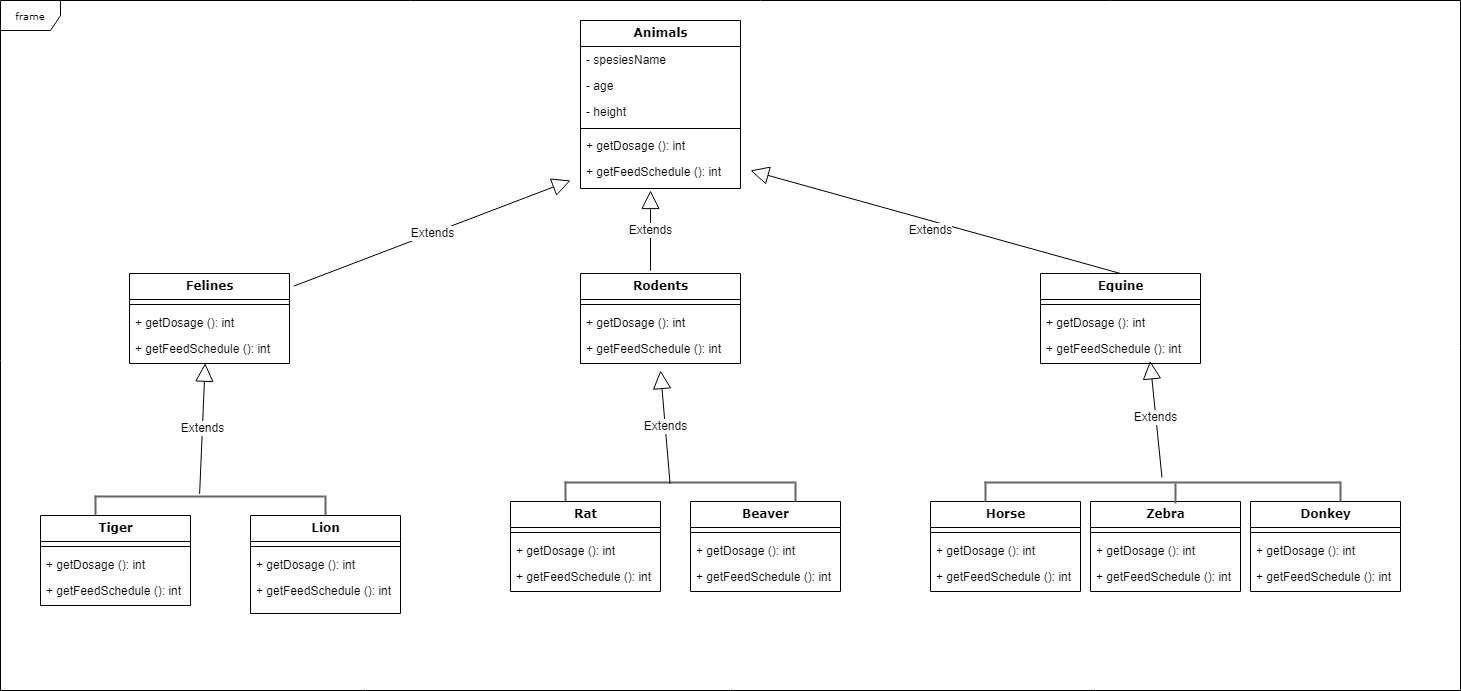 frame
Animals
- spesiesName
- age
- height
+ getDosage (): int
+ getFeedSchedule (): int
Extends
Extends
Extends
Felines
+ getDosage (): int
+ getFeedSchedule (): int
Rodents
+ getDosage (): int
+ getFeedSchedule (): int
Equine
+ getDosage (): int
+ getFeedSchedule (): int
Extends
Extends
Extends
Tiger
+ getDosage (): int
+ getFeedSchedule (): int
Lion
+ getDosage (): int
+ getFeedSchedule (): int
Rat
+ getDosage (): int
+ getFeedSchedule (): int
Beaver
+ getDosage (): int
+ getFeedSchedule (): int
Horse
+ getDosage (): int
+ getFeedSchedule (): int
Zebra
+ getDosage (): int
+ getFeedSchedule (): int
Donkey
+ getDosage (): int
+ getFeedSchedule (): int